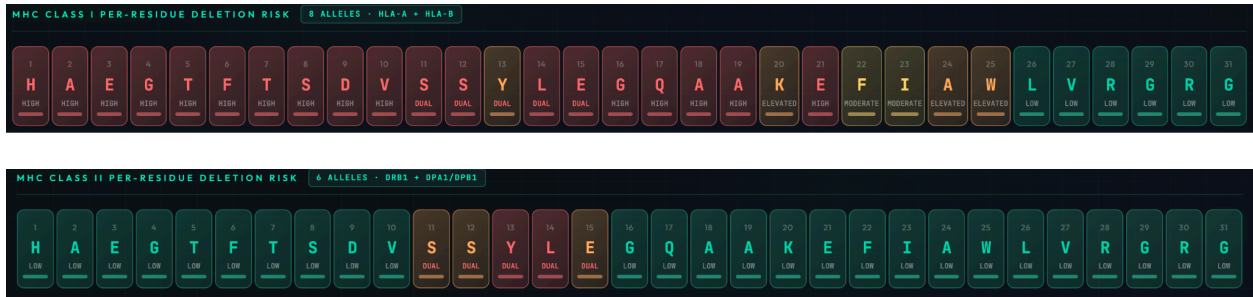 MHC CLASS I PER-RESIDUE DELETION RISK 8 ALLELES · HLA-A + HLA-B
1 2 3 4 5 6 7 8 9 10 11 12 13 14 15 16 17 18 19 20 21 22 23 24 25 26 27 28 29 30 31
H A E G T F T S D V S S Y L E G Q A A K E F I A W L V R G R G
HIGH HIGH HIGH HIGH HIGH HIGH HIGH HIGH HIGH HIGH DUAL DUAL DUAL DUAL DUAL HIGH HIGH HIGH HIGH ELEVATED HIGH MODERATE MODERATE ELEVATED ELEVATED LOW LOW LOW LOW LOW LOW
MHC CLASS II PER-RESIDUE DELETION RISK 6 ALLELES · DRB1 + DPA1/DPB1
1 2 3 4 5 6 7 8 9 10 11 12 13 14 15 16 17 18 19 20 21 22 23 24 25 26 27 28 29 30 31
H A E G T F T S D V S S Y L E G Q A A K E F I A W L V R G R G
LOW LOW LOW LOW LOW LOW LOW LOW LOW LOW DUAL DUAL DUAL DUAL DUAL LOW LOW LOW LOW LOW LOW LOW LOW LOW LOW LOW LOW LOW LOW LOW LOW